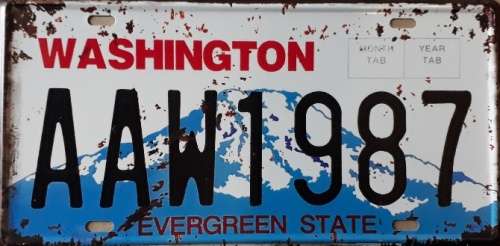 WASHINGTON
MONTH YEAR
TAB TAB
AAW1987
EVERGREEN STATE